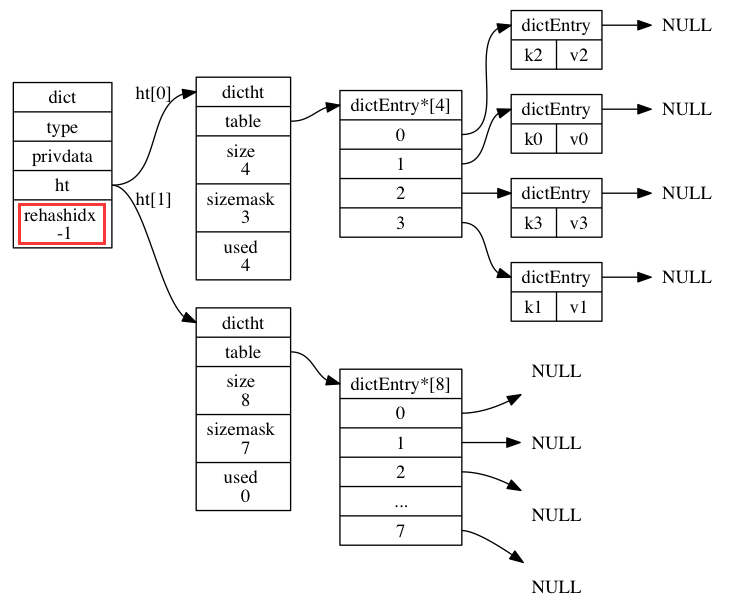 dict
type
privdata
ht
rehashidx
-1
ht[0]
ht[1]
dictht
table
size
4
sizemask
3
used
4
dictEntry*[4]
0
1
2
3
dictEntry
k2 v2
NULL
dictEntry
k0 v0
NULL
dictEntry
k3 v3
NULL
dictEntry
k1 v1
NULL
dictht
table
size
8
sizemask
7
used
0
dictEntry*[8]
0
1
2
...
7
NULL
NULL
NULL
NULL